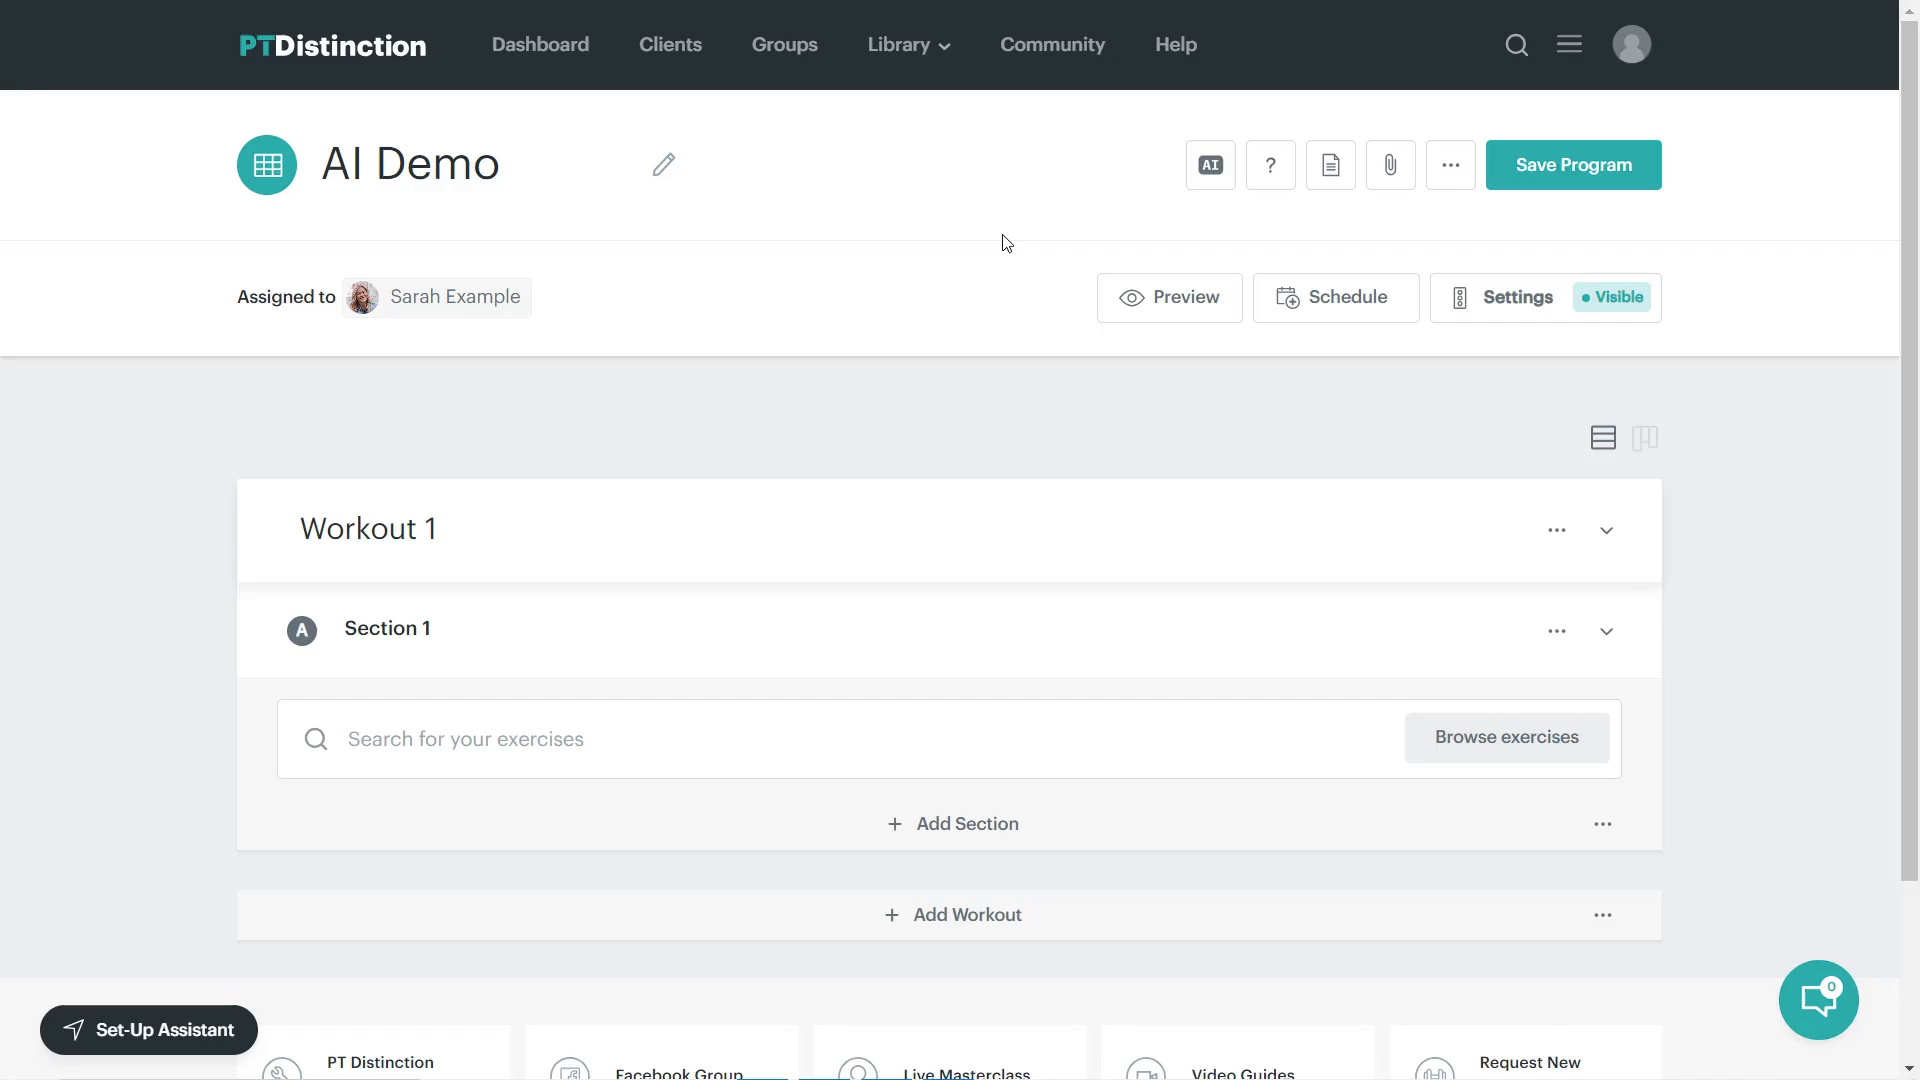 PTDistinction
Dashboard
Clients
Groups
Library
Community
Help
AI Demo
AI
?
Save Program
Assigned to
Sarah Example
Preview
Schedule
Settings
Visible
Workout 1
A
Section 1
Search for your exercises
Browse exercises
+ Add Section
+ Add Workout
0
Set-Up Assistant
PT Distinction
Facebook Group
Live Masterclass
Video Guides
Request New